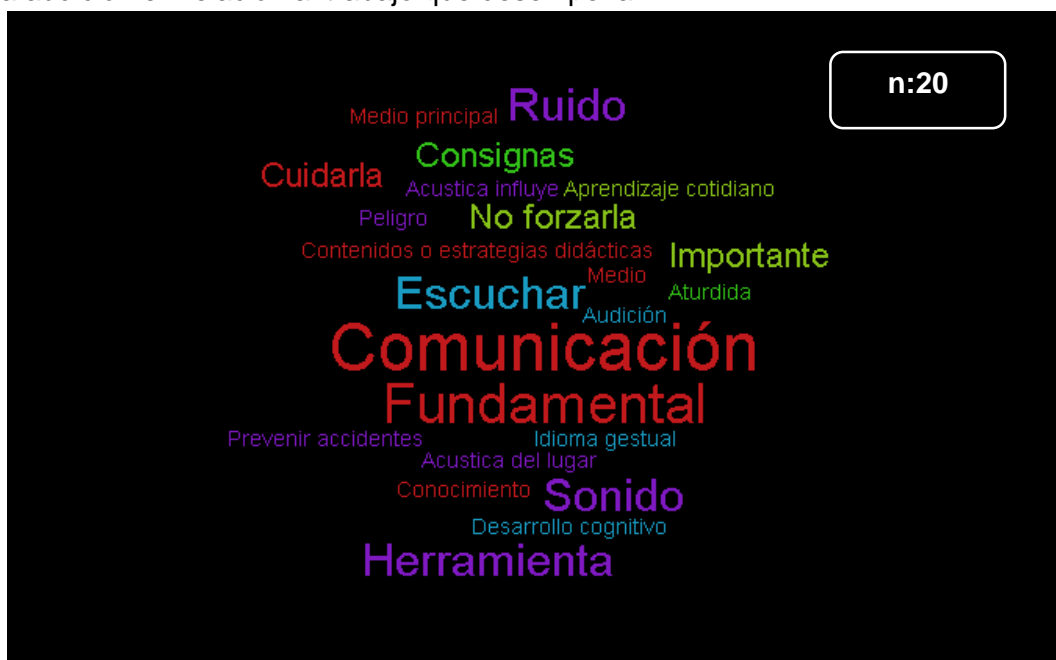 n:20
Medio principal Ruido
Consignas
Cuidarla
Acustica influye Aprendizaje cotidiano
Peligro No forzarla
Contenidos o estrategias didácticas Importante
Medio
Escuchar Aturdida
Audición
Comunicación
Fundamental
Prevenir accidentes Idioma gestual
Acustica del lugar
Conocimiento Sonido
Desarrollo cognitivo
Herramienta